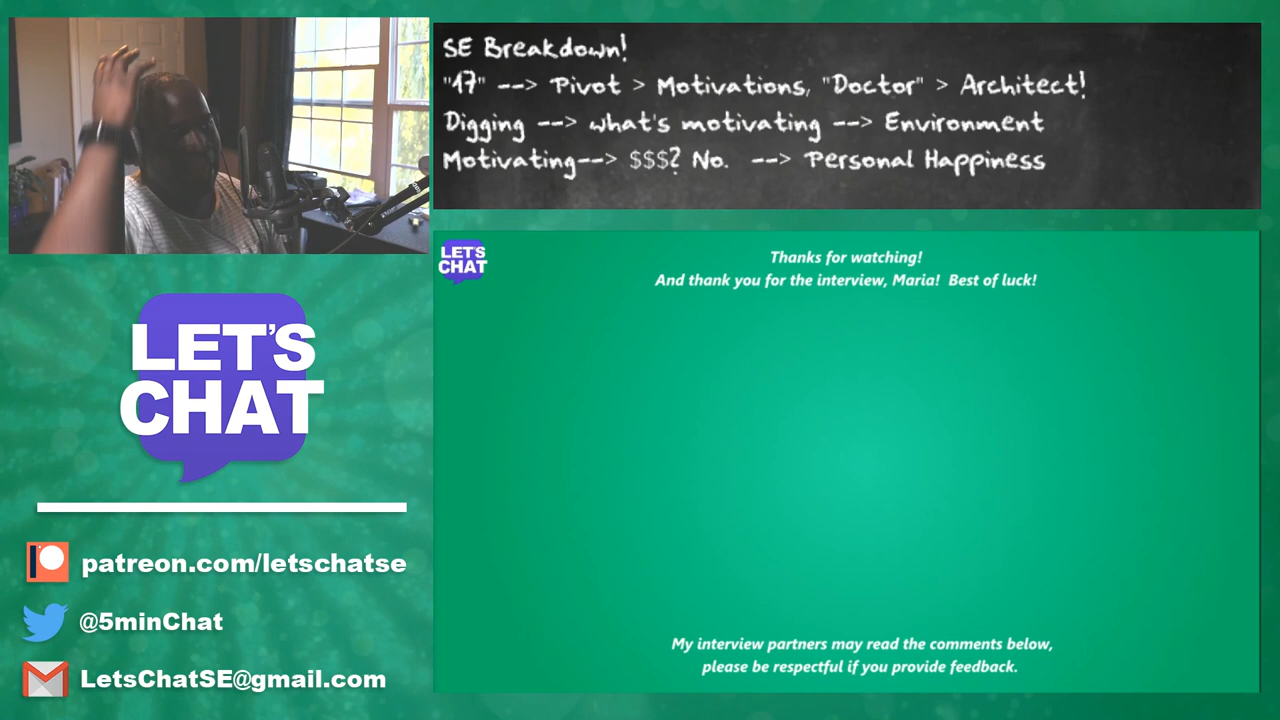 SE Breakdown!
"17" --> Pivot > Motivations, "Doctor" > Architect!
Digging --> what's motivating --> Environment
Motivating--> $$$? No. --> Personal Happiness
LET'S
CHAT
Thanks for watching!
And thank you for the interview, Maria! Best of luck!
LET'S
CHAT
patreon.com/letschatse
@5minChat
LetsChatSE@gmail.com
My interview partners may read the comments below,
please be respectful if you provide feedback.